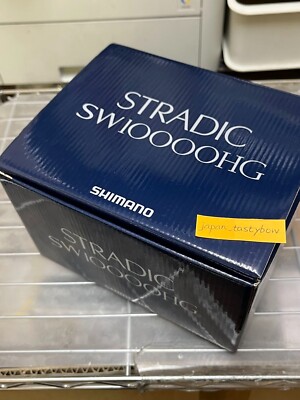 STRADIC
SW10000HG
SHIMANO
japan_tastybow
STRADIC
SW10000HG